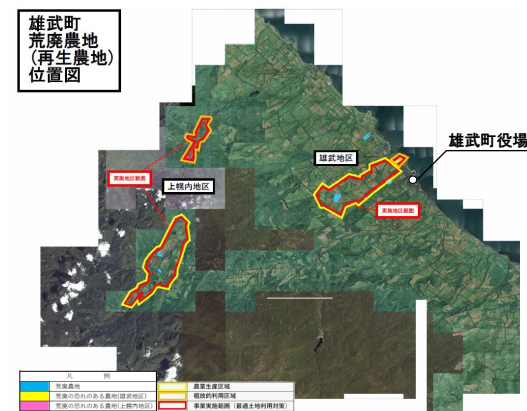 雄武町
荒廃農地
(再生農地)
位置図
雄武町役場
雄武地区
実施地区範囲
上幌内地区
実施地区範囲
凡 例
荒廃農地
荒廃の恐れのある農地(雄武地区)
荒廃の恐れのある農地(上幌内地区)
農業生産区域
粗放的利用区域
事業実施範囲(最適土地利用対策)